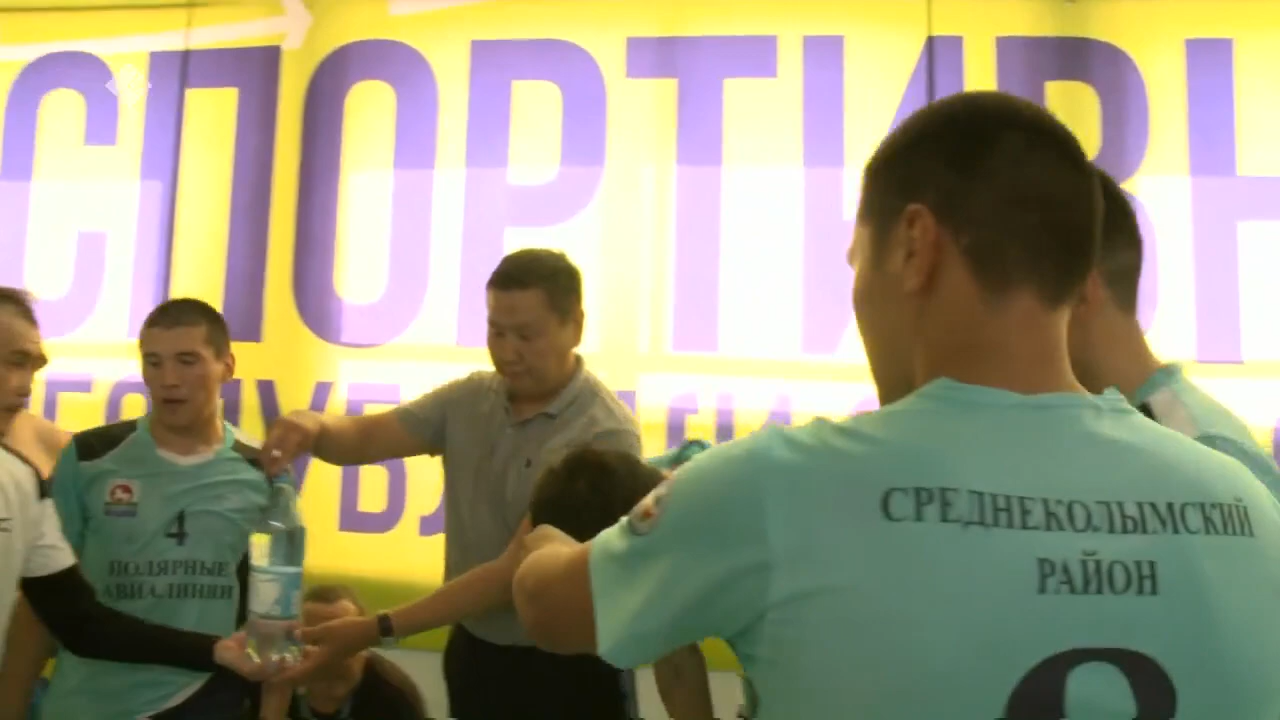 СПОРТИВН
4
ПОЛЯРНЫЕ
АВИАЛИНИИ
СРЕДНЕКОЛЫМСКИЙ
РАЙОН